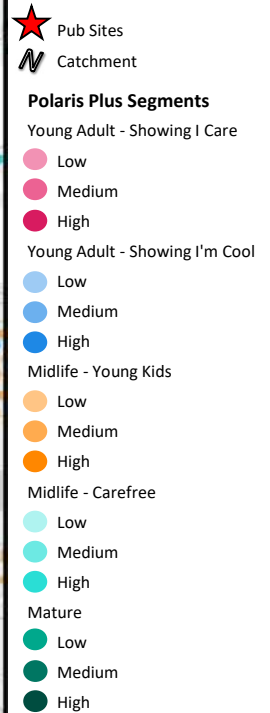 Pub Sites
Catchment
Polaris Plus Segments
Young Adult - Showing I Care
Low
Medium
High
Young Adult - Showing I'm Cool
Low
Medium
High
Midlife - Young Kids
Low
Medium
High
Midlife - Carefree
Low
Medium
High
Mature
Low
Medium
High